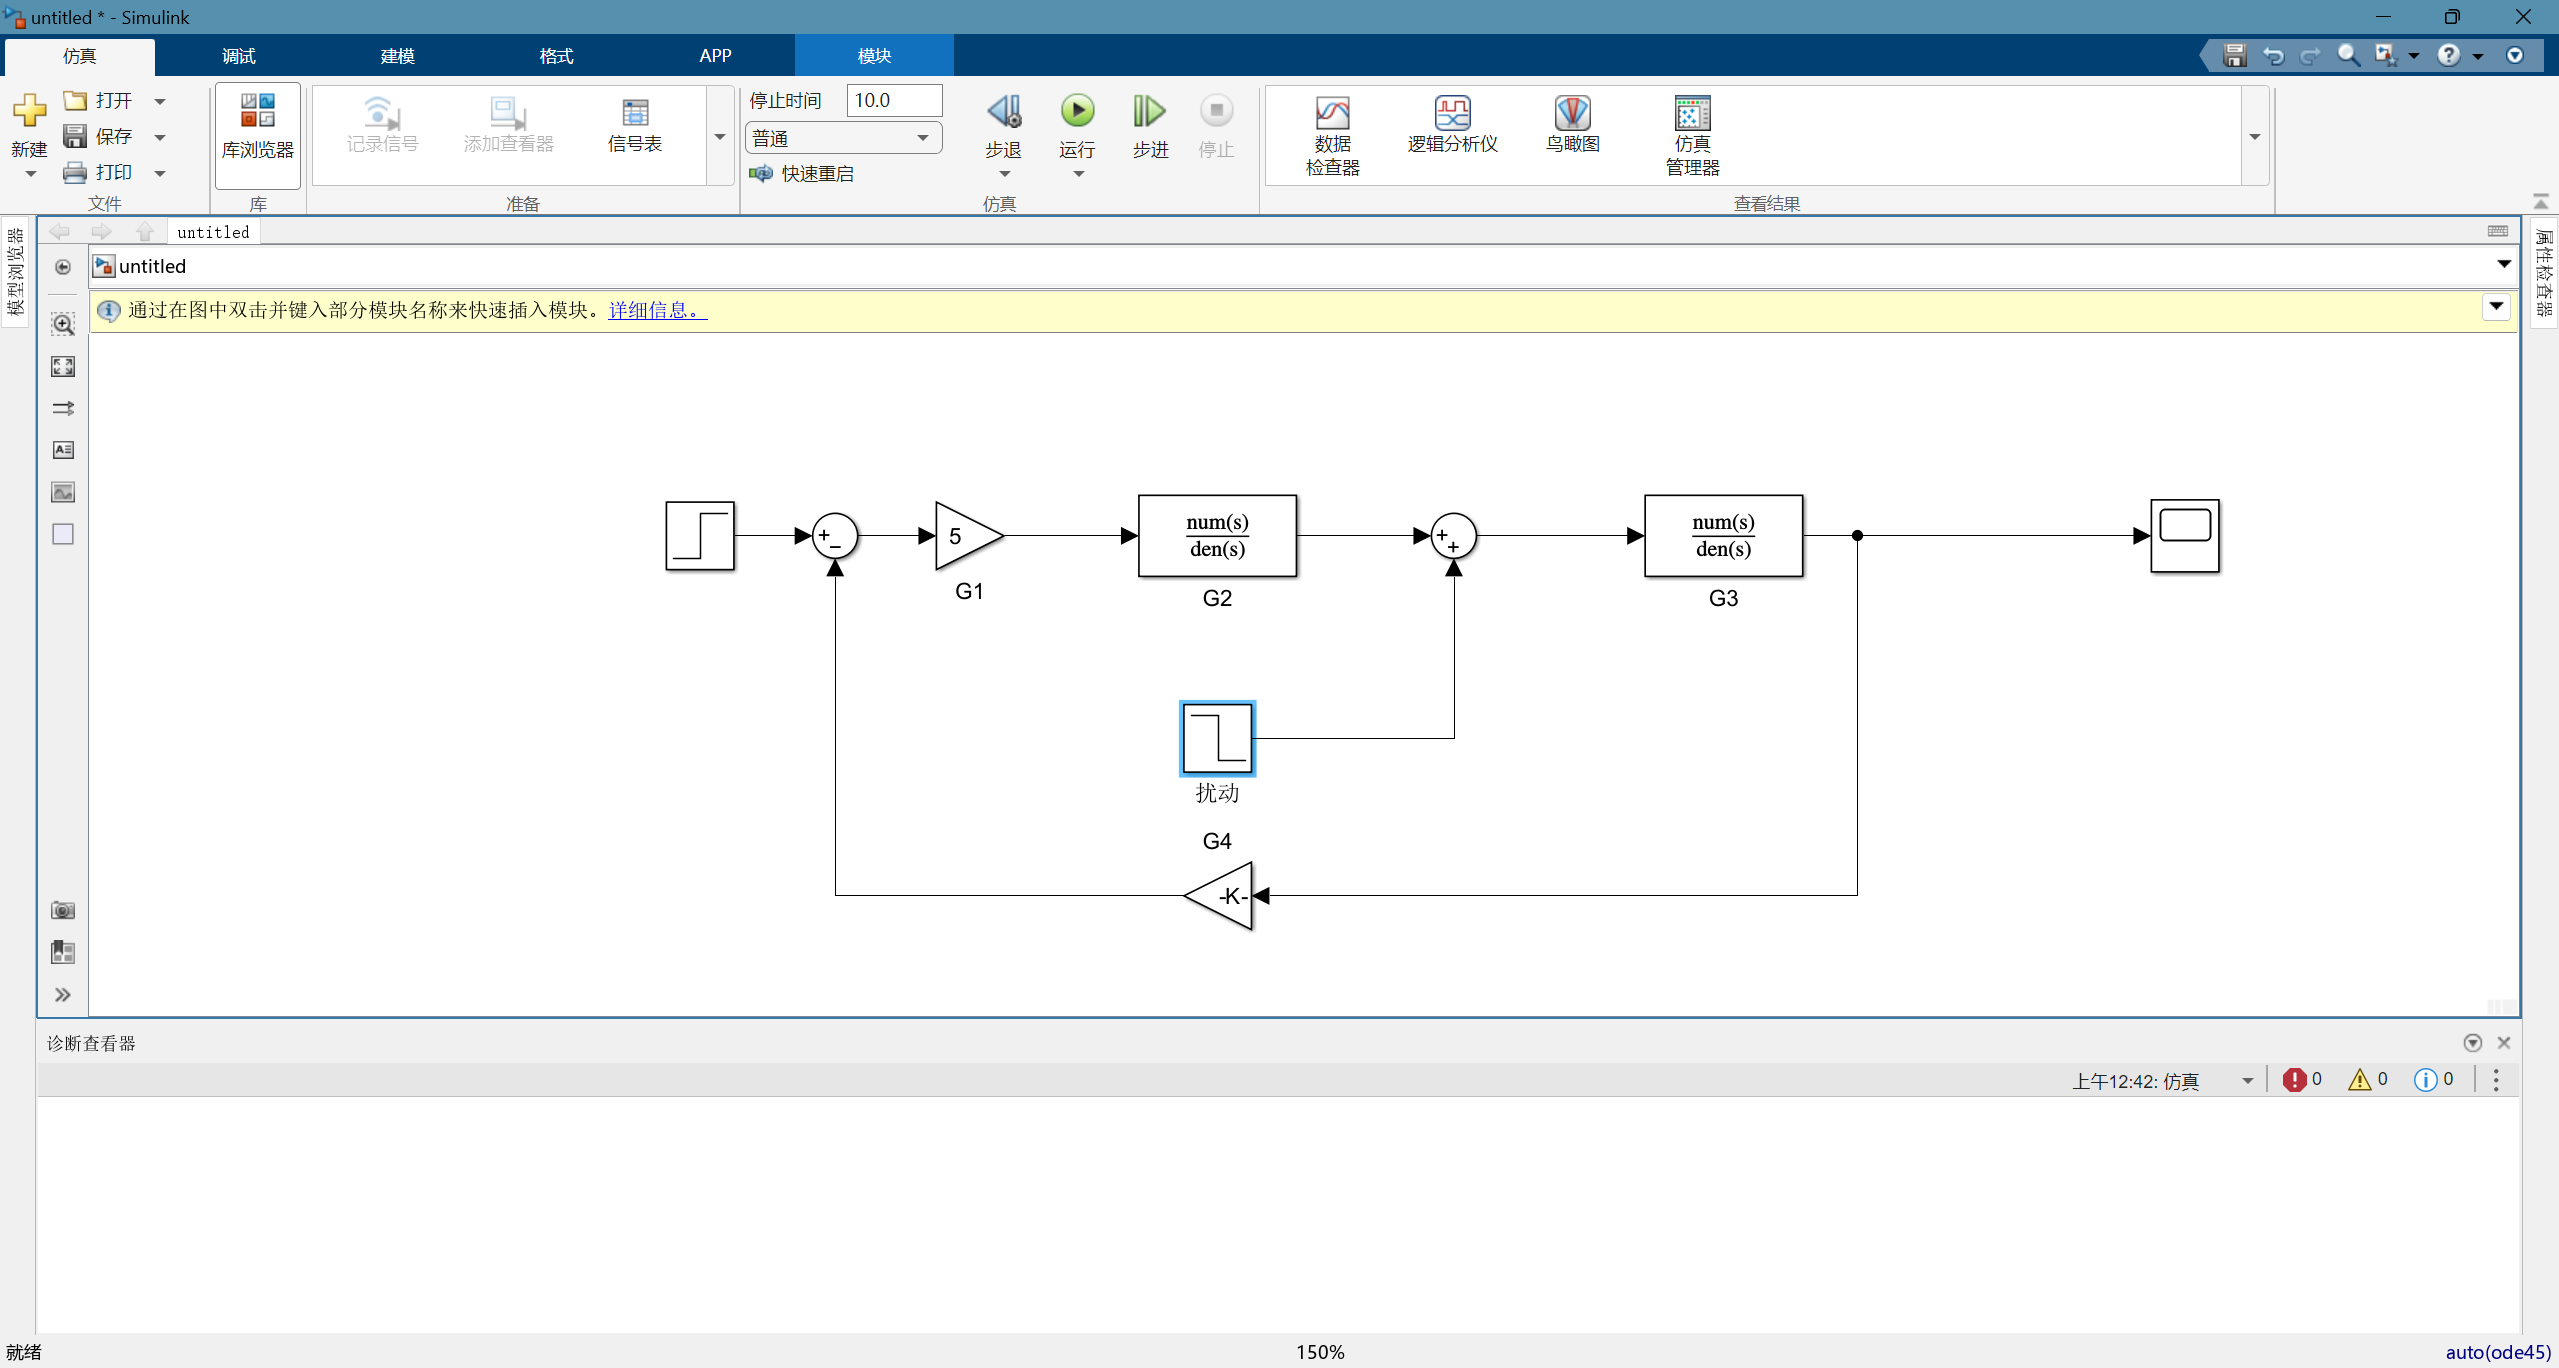 untitled * - Simulink
仿真
调试
建模
格式
APP
模块
新建
打开
保存
打印
文件
库浏览器
库
记录信号
添加查看器
信号表
准备
停止时间 10.0
普通
快速重启
步退
运行
步进
停止
仿真
数据
检查器
逻辑分析仪
鸟瞰图
仿真
管理器
查看结果
模型浏览器
属性检查器
untitled
untitled
通过在图中双击并键入部分模块名称来快速插入模块。详细信息。
+
−
5
G1
num(s)
den(s)
G2
+
+
num(s)
den(s)
G3
扰动
G4
-K-
诊断查看器
上午12:42: 仿真
0
0
0
就绪
150%
auto(ode45)